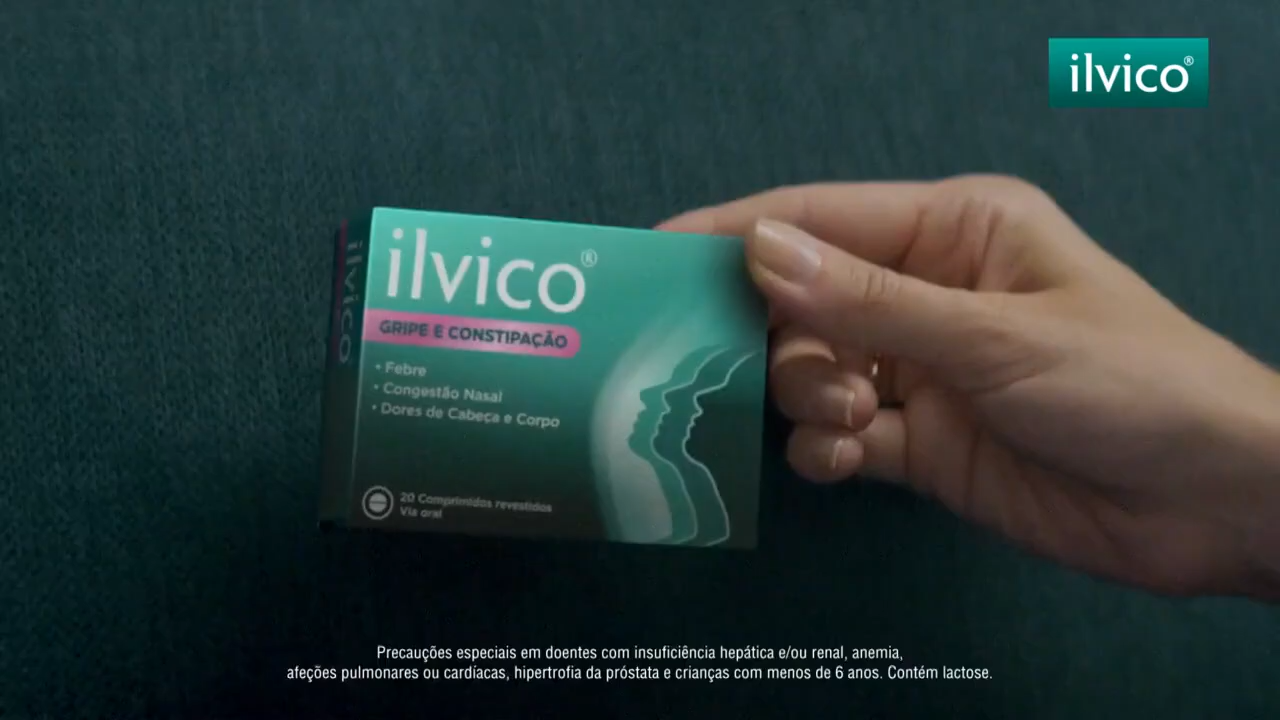 ilvico®
ilvico®
ilvico
GRIPE E CONSTIPAÇÃO
• Febre
• Congestão Nasal
• Dores de Cabeça e Corpo
20 Comprimidos revestidos
Via oral
Precauções especiais em doentes com insuficiência hepática e/ou renal, anemia,
afeções pulmonares ou cardíacas, hipertrofia da próstata e crianças com menos de 6 anos. Contém lactose.